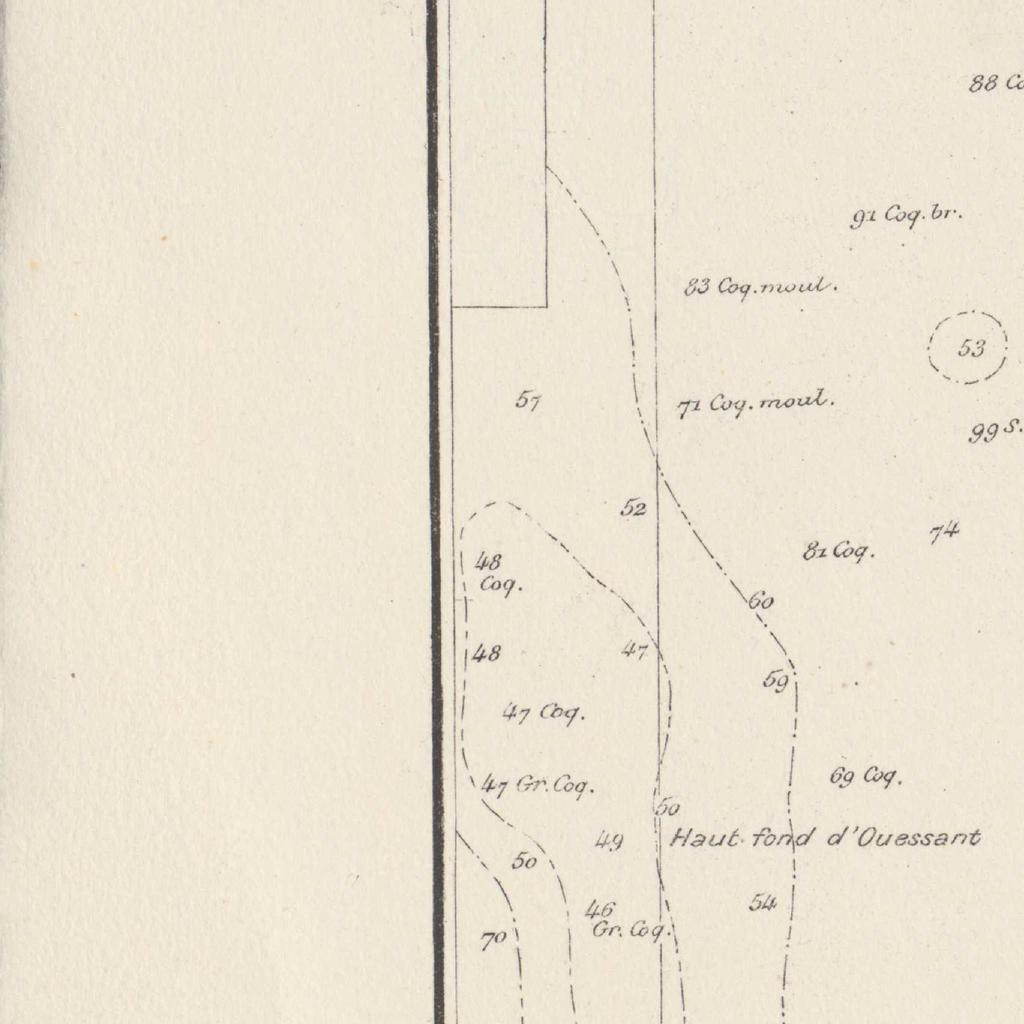 88
91 Coq. br.
83 Coq. moul.
53
57
71 Coq. moul.
99 S.
52
74
81 Coq.
48
Coq.
60
48
47
59
47 Coq.
69 Coq.
47 Gr. Coq.
50
49
Haut-fond d'Ouessant
50
54
46
Gr. Coq.
70